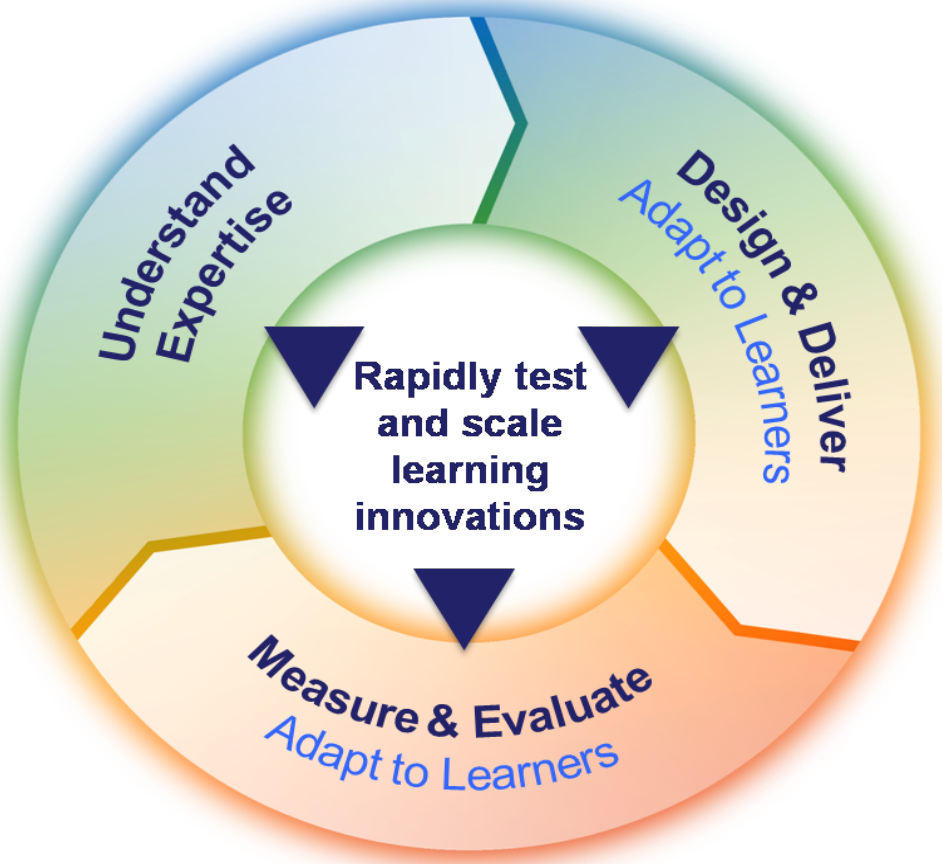 Understand
Expertise
Design & Deliver
Adapt to Learners
Rapidly test
and scale
learning
innovations
Measure & Evaluate
Adapt to Learners